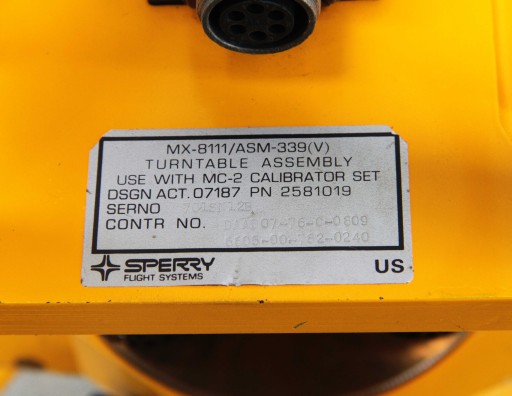 MX-8111/ASM-339(V)
TURNTABLE ASSEMBLY
USE WITH MC-2 CALIBRATOR SET
DSGN ACT. 07187 PN 2581019
SERNO
CONTR NO.
SPERRY
FLIGHT SYSTEMS
US